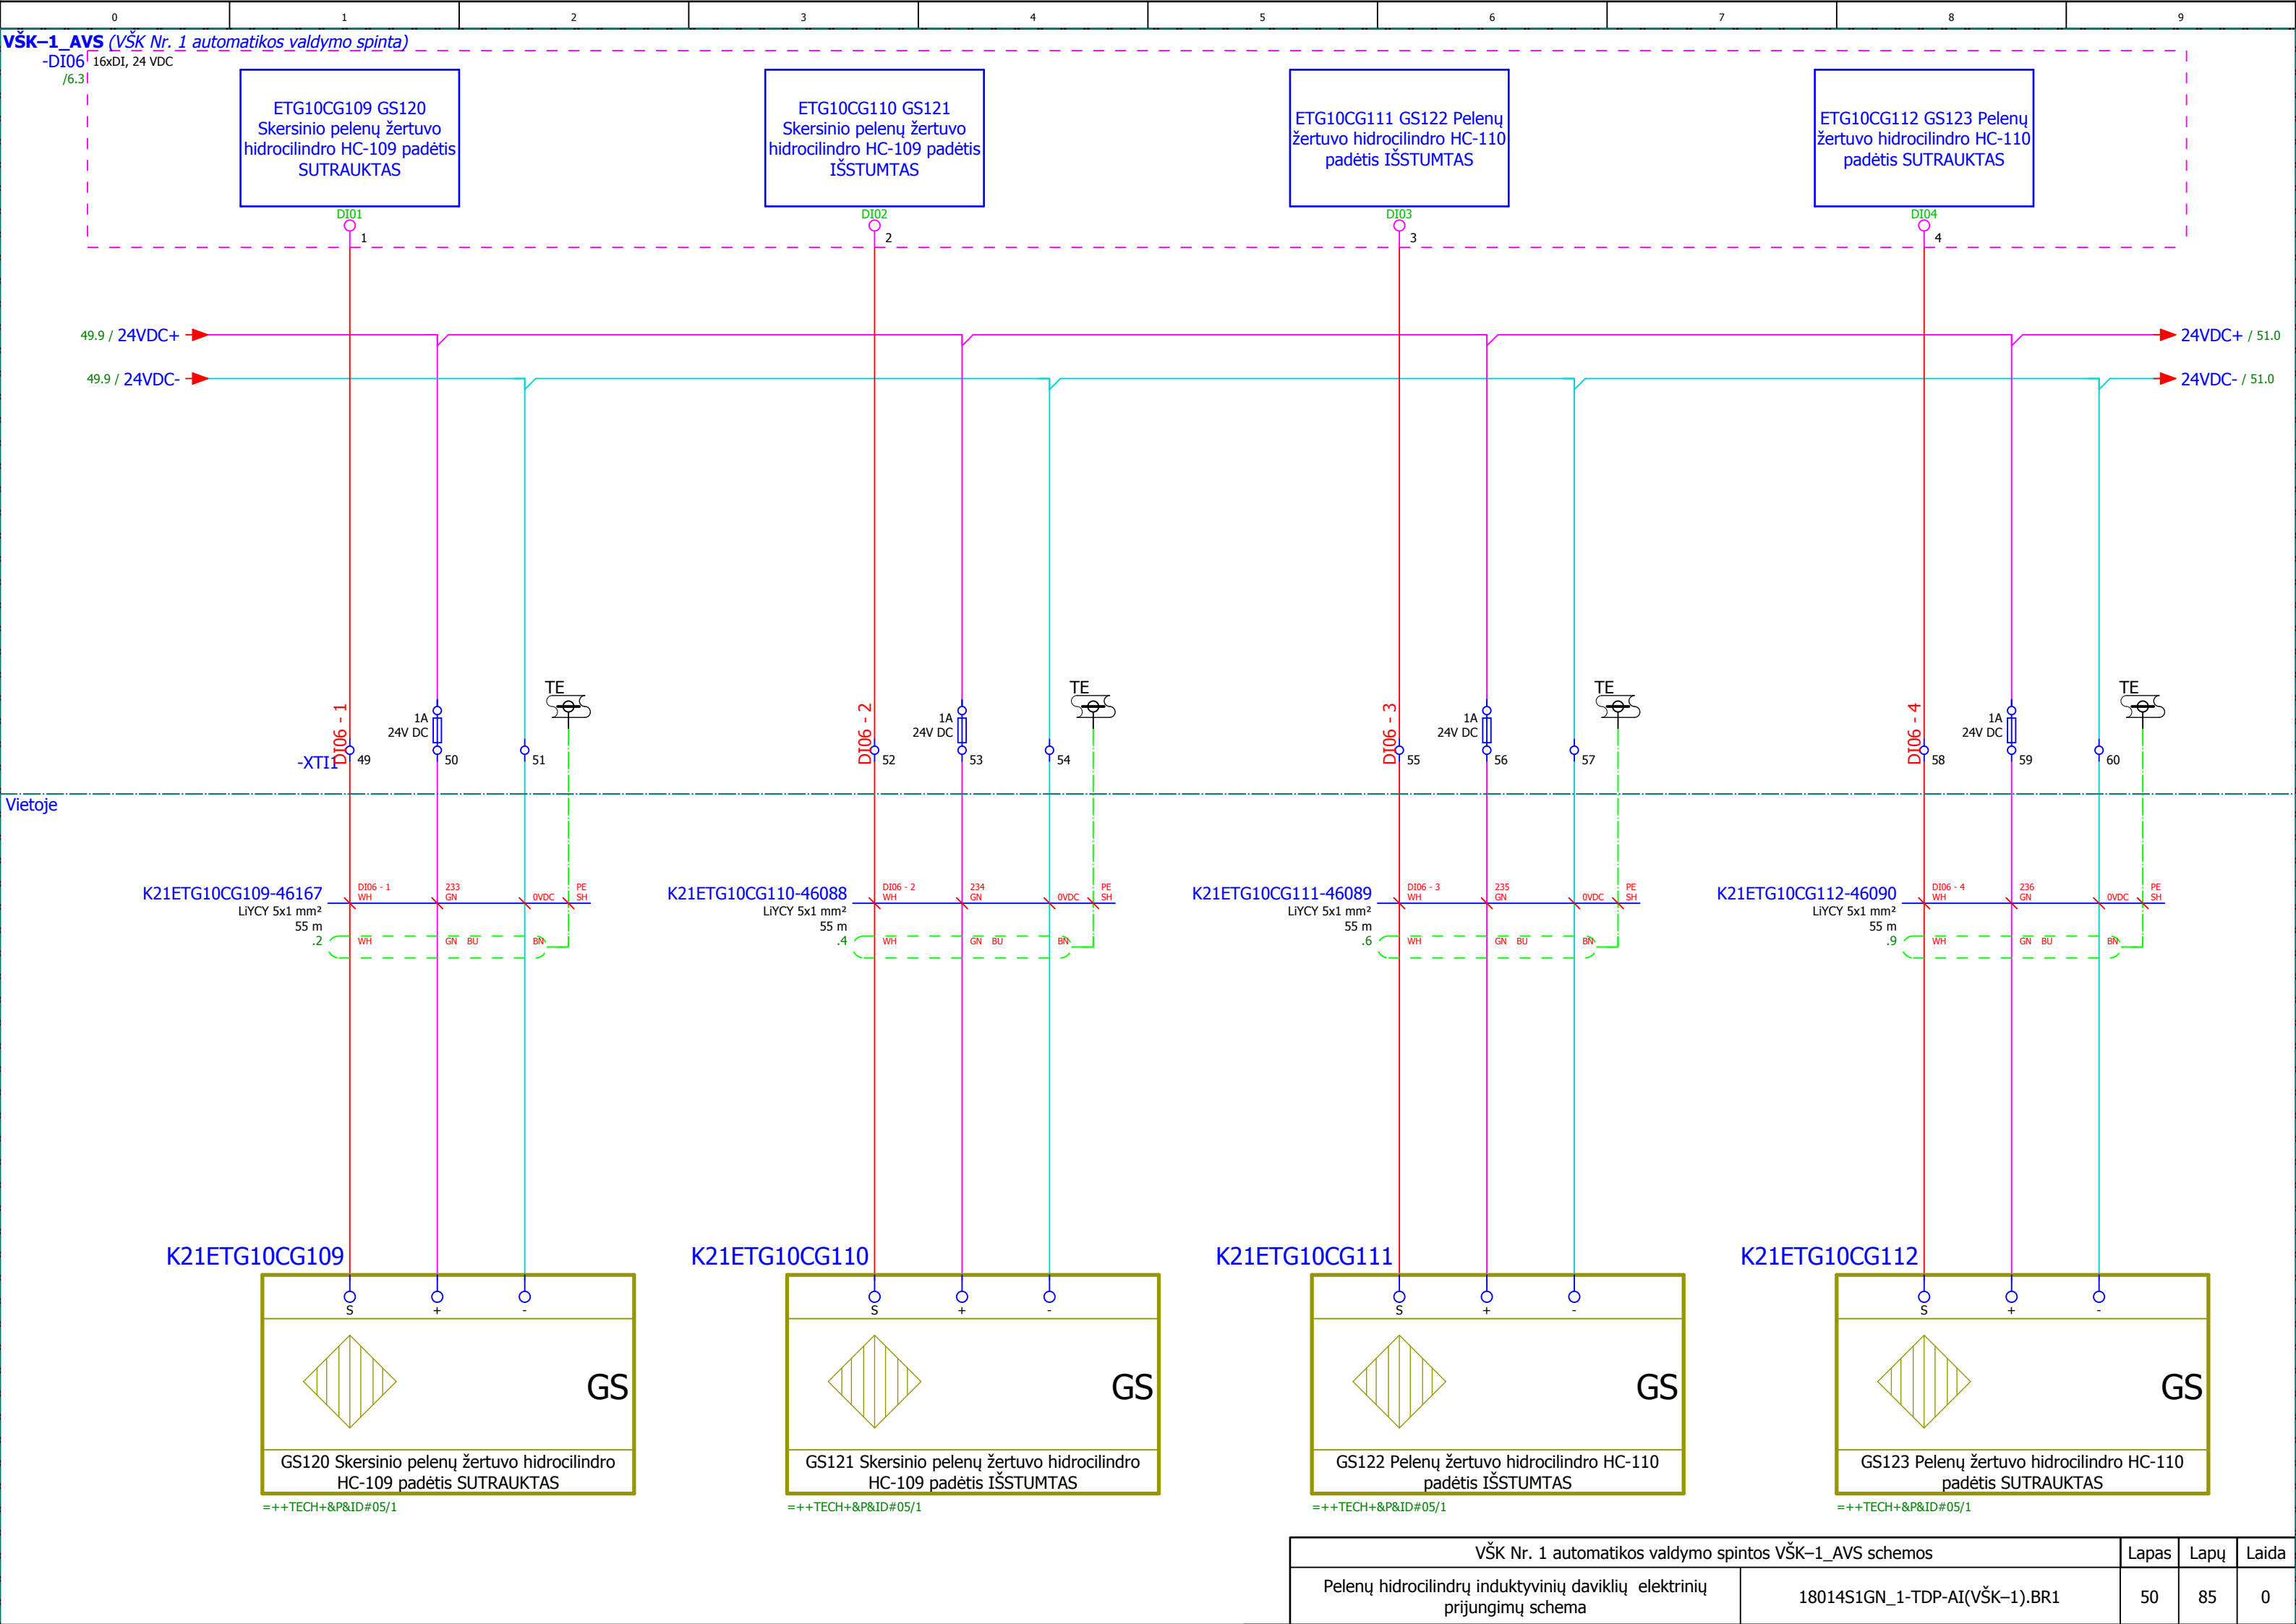 0 1 2 3 4 5 6 7 8 9
VŠK–1_AVS (VŠK Nr. 1 automatikos valdymo spinta)
-DI06 16xDI, 24 VDC
/6.3
ETG10CG109 GS120
Skersinio pelenų žertuvo
hidrocilindro HC-109 padėtis
SUTRAUKTAS
DI01
1
ETG10CG110 GS121
Skersinio pelenų žertuvo
hidrocilindro HC-109 padėtis
IŠSTUMTAS
DI02
2
ETG10CG111 GS122 Pelenų
žertuvo hidrocilindro HC-110
padėtis IŠSTUMTAS
DI03
3
ETG10CG112 GS123 Pelenų
žertuvo hidrocilindro HC-110
padėtis SUTRAUKTAS
DI04
4
49.9 / 24VDC+
24VDC+ / 51.0
49.9 / 24VDC-
24VDC- / 51.0
-XTI1
DI06 - 1
49
1A
24V DC
50
51
TE
DI06 - 2
52
1A
24V DC
53
54
TE
DI06 - 3
55
1A
24V DC
56
57
TE
DI06 - 4
58
1A
24V DC
59
60
TE
Vietoje
K21ETG10CG109-46167
LiYCY 5x1 mm²
55 m
.2
DI06 - 1
WH
233
GN
0VDC
PE
SH
WH GN BU BN
K21ETG10CG110-46088
LiYCY 5x1 mm²
55 m
.4
DI06 - 2
WH
234
GN
0VDC
PE
SH
WH GN BU BN
K21ETG10CG111-46089
LiYCY 5x1 mm²
55 m
.6
DI06 - 3
WH
235
GN
0VDC
PE
SH
WH GN BU BN
K21ETG10CG112-46090
LiYCY 5x1 mm²
55 m
.9
DI06 - 4
WH
236
GN
0VDC
PE
SH
WH GN BU BN
K21ETG10CG109
S + -
GS
GS120 Skersinio pelenų žertuvo hidrocilindro
HC-109 padėtis SUTRAUKTAS
=++TECH+&P&ID#05/1
K21ETG10CG110
S + -
GS
GS121 Skersinio pelenų žertuvo hidrocilindro
HC-109 padėtis IŠSTUMTAS
=++TECH+&P&ID#05/1
K21ETG10CG111
S + -
GS
GS122 Pelenų žertuvo hidrocilindro HC-110
padėtis IŠSTUMTAS
=++TECH+&P&ID#05/1
K21ETG10CG112
S + -
GS
GS123 Pelenų žertuvo hidrocilindro HC-110
padėtis SUTRAUKTAS
=++TECH+&P&ID#05/1
VŠK Nr. 1 automatikos valdymo spintos VŠK–1_AVS schemos
Lapas Lapų Laida
Pelenų hidrocilindrų induktyvinių daviklių elektrinių
prijungimų schema
18014S1GN_1-TDP-AI(VŠK–1).BR1
50 85 0